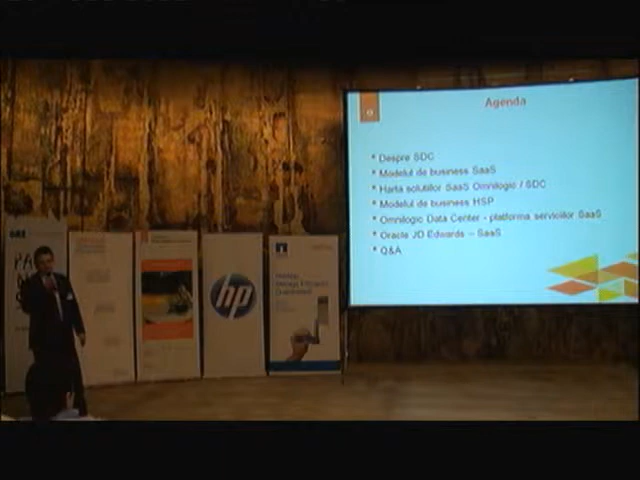 Agenda
Despre SDC
Modelul de business SaaS
Harta solutiilor SaaS Omnilogic / SDC
Modelul de business HSP
Omnilogic Data Center - platforma serviciilor SaaS
Oracle JD Edwards – SaaS
Q&A
hp